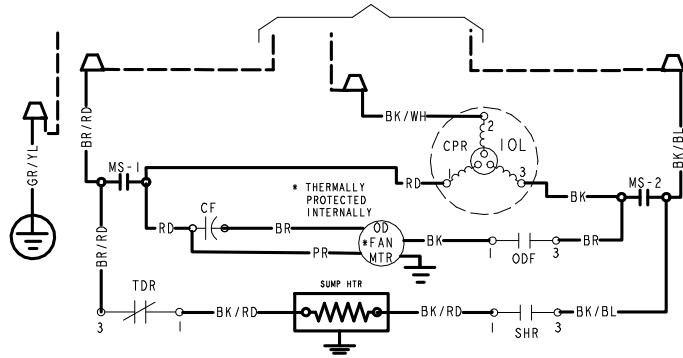 BK/WH
2
CPR
IOL
BR/RD
BK/BL
GR/YL
MS-1
1
3
MS-2
RD
BK
* THERMALLY
PROTECTED
INTERNALLY
CF
RD
BR
OD
*FAN
MTR
PR
BK
1
ODF
3
BR
BR/RD
TDR
3
1
BK/RD
SUMP HTR
BK/RD
1
SHR
3
BK/BL